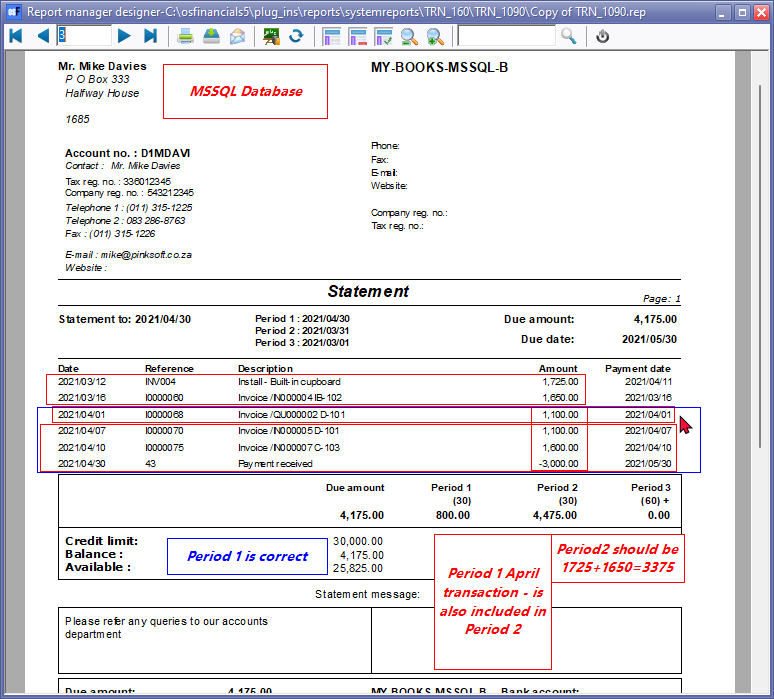 Report manager designer-C:\osfinancials5\plug_ins\reports\systemreports\TRN_160\TRN_1090\Copy of TRN_1090.rep
3
Mr. Mike Davies
P O Box 333
Halfway House
1685
MSSQL Database
MY-BOOKS-MSSQL-B
Account no. : D1MDAVI
Contact : Mr. Mike Davies
Tax reg. no. : 336012345
Company reg. no. : 543212345
Telephone 1 : (011) 315-1225
Telephone 2 : 083 286-8763
Fax : (011) 315-1226
E-mail : mike@pinksoft.co.za
Website :
Phone:
Fax:
E-mail:
Website:
Company reg. no.:
Tax reg. no.:
Statement
Page: 1
Statement to: 2021/04/30
Period 1 : 2021/04/30
Period 2 : 2021/03/31
Period 3 : 2021/03/01
Due amount: 4,175.00
Due date: 2021/05/30
Date Reference Description Amount Payment date
2021/03/12 INV004 Install - Built-in cupboard 1,725.00 2021/04/11
2021/03/16 I0000060 Invoice /IN000004 IB-102 1,650.00 2021/03/16
2021/04/01 I0000068 Invoice /QU000002 D-101 1,100.00 2021/04/01
2021/04/07 I0000070 Invoice /IN000005 D-101 1,100.00 2021/04/07
2021/04/10 I0000075 Invoice /IN000007 C-103 1,600.00 2021/04/10
2021/04/30 43 Payment received -3,000.00 2021/05/30
Due amount Period 1 Period 2 Period 3
(30) (30) (60) +
4,175.00 800.00 4,475.00 0.00
Credit limit: 30,000.00
Balance : 4,175.00
Available : 25,825.00
Period 1 is correct
Period 1 April
transaction - is
also included in
Period 2
Period2 should be
1725+1650=3375
Statement message:
Please refer any queries to our accounts
department
Due amount: 4,175.00 MY-BOOKS-MSSQL-B Bank account: